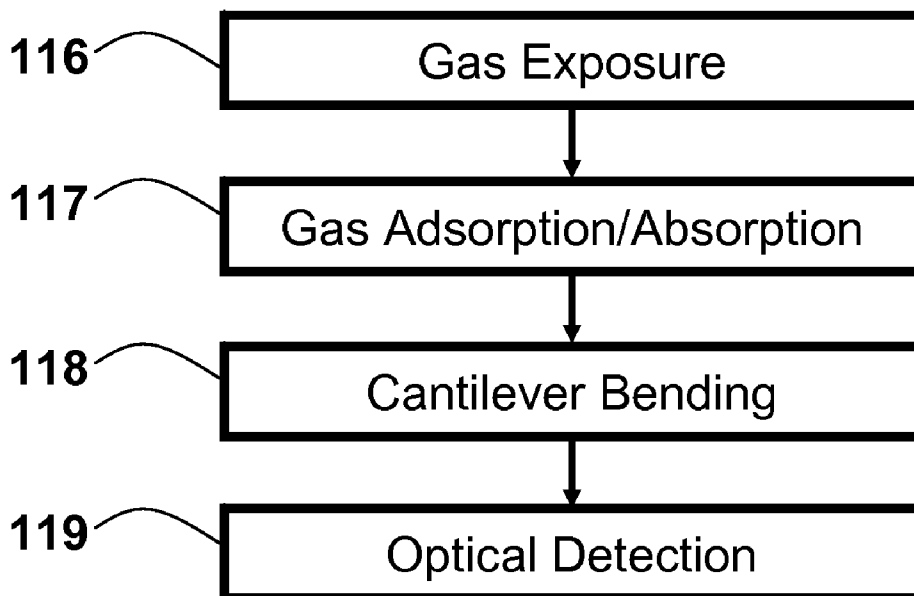 116 Gas Exposure
117 Gas Adsorption/Absorption
118 Cantilever Bending
119 Optical Detection